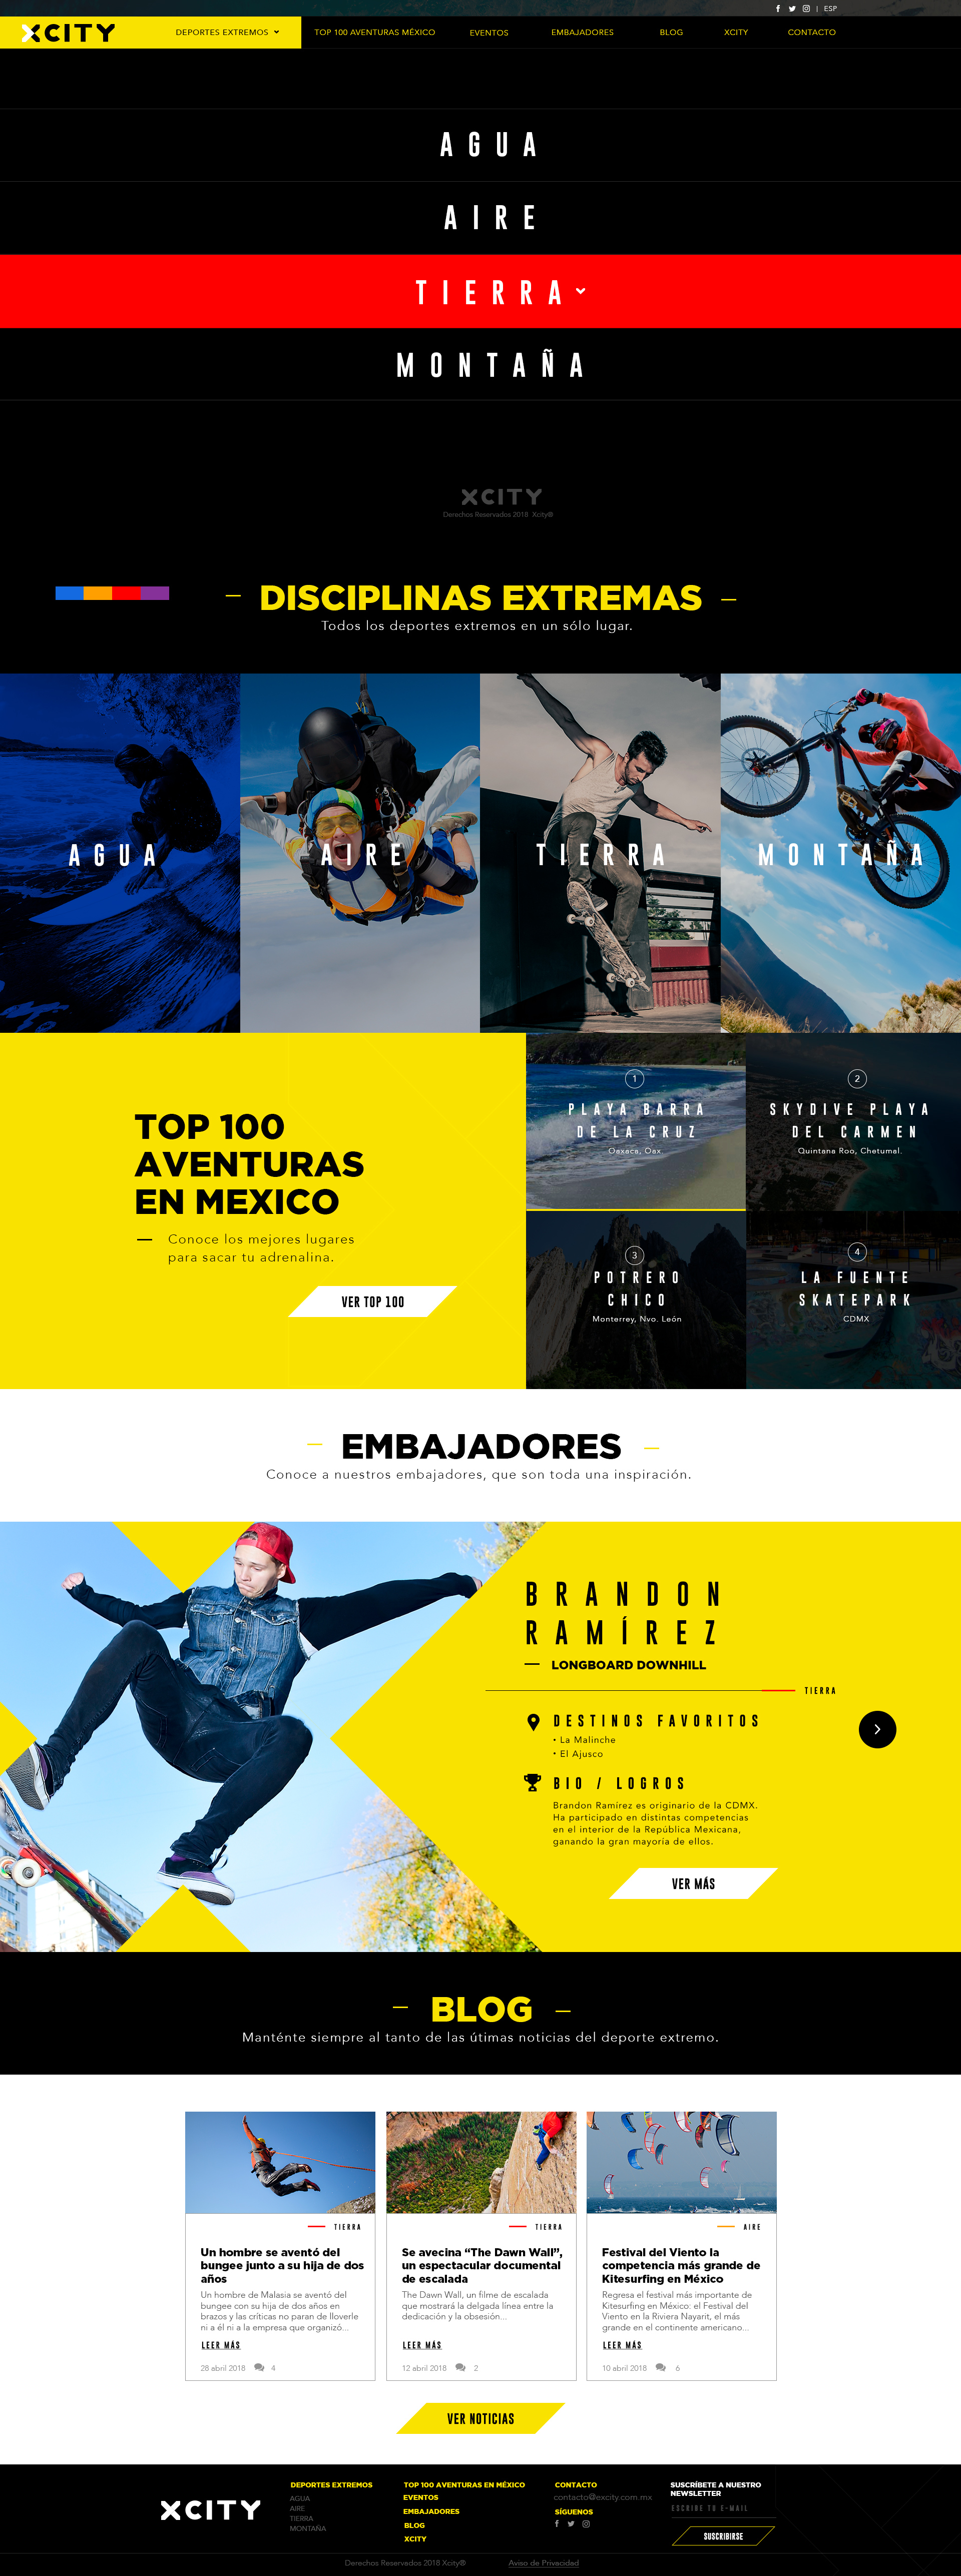 | ESP
XCITY
DEPORTES EXTREMOS
TOP 100 AVENTURAS MÉXICO
EVENTOS
EMBAJADORES
BLOG
XCITY
CONTACTO
AGUA
AIRE
TIERRA
MONTAÑA
XCITY
Derechos Reservados 2018 Xcity®
DISCIPLINAS EXTREMAS
Todos los deportes extremos en un sólo lugar.
AGUA
AIRE
TIERRA
MONTAÑA
TOP 100
AVENTURAS
EN MEXICO
Conoce los mejores lugares
para sacar tu adrenalina.
VER TOP 100
1
PLAYA BARRA
DE LA CRUZ
Oaxaca, Oax.
2
SKYDIVE PLAYA
DEL CARMEN
Quintana Roo, Chetumal.
3
POTRERO
CHICO
Monterrey, Nvo. León
4
LA FUENTE
SKATEPARK
CDMX
EMBAJADORES
Conoce a nuestros embajadores, que son toda una inspiración.
BRANDON
RAMÍREZ
LONGBOARD DOWNHILL
TIERRA
DESTINOS FAVORITOS
• La Malinche
• El Ajusco
BIO / LOGROS
Brandon Ramírez es originario de la CDMX.
Ha participado en distintas competencias
en el interior de la República Mexicana,
ganando la gran mayoría de ellos.
VER MÁS
BLOG
Manténte siempre al tanto de las útimas noticias del deporte extremo.
TIERRA
Un hombre se aventó del
bungee junto a su hija de dos
años
Un hombre de Malasia se aventó del
bungee con su hija de dos años en
brazos y las críticas no paran de lloverle
ni a él ni a la empresa que organizó...
LEER MÁS
28 abril 2018 4
TIERRA
Se avecina “The Dawn Wall”,
un espectacular documental
de escalada
The Dawn Wall, un filme de escalada
que mostrará la delgada línea entre la
dedicación y la obsesión...
LEER MÁS
12 abril 2018 2
AIRE
Festival del Viento la
competencia más grande de
Kitesurfing en México
Regresa el festival más importante de
Kitesurfing en México: el Festival del
Viento en la Riviera Nayarit, el más
grande en el continente americano...
LEER MÁS
10 abril 2018 6
VER NOTICIAS
XCITY
DEPORTES EXTREMOS
AGUA
AIRE
TIERRA
MONTAÑA
TOP 100 AVENTURAS EN MÉXICO
EVENTOS
EMBAJADORES
BLOG
XCITY
CONTACTO
contacto@excity.com.mx
SÍGUENOS
SUSCRÍBETE A NUESTRO
NEWSLETTER
ESCRIBE TU E-MAIL
SUSCRIBIRSE
Derechos Reservados 2018 Xcity®
Aviso de Privacidad